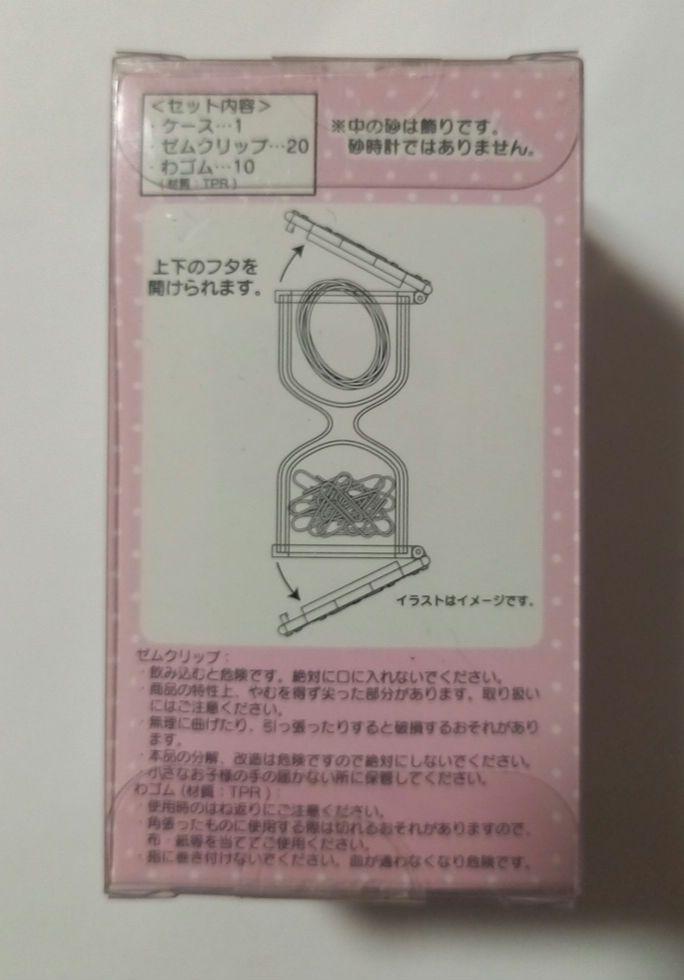 ＜セット内容＞
・ケース…1
・ゼムクリップ…20
・わゴム…10
(材質：TPR)
※中の砂は飾りです。
砂時計ではありません。
上下のフタを
開けられます。
イラストはイメージです。
ゼムクリップ：
・飲み込むと危険です。絶対に口に入れないでください。
・商品の特性上、やむを得ず尖った部分があります。取り扱い
にはご注意ください。
・無理に曲げたり、引っ張ったりすると破損するおそれがあり
ます。
・本品の分解、改造は危険ですので絶対にしないでください。
・小さなお子様の手の届かない所に保管してください。
わゴム (材質：TPR)：
・使用時のはね返りにご注意ください。
・角張ったものに使用する際は切れるおそれがありますので、
布・紙等を当ててご使用ください。
・指に巻き付けないでください。血が通わなくなり危険です。